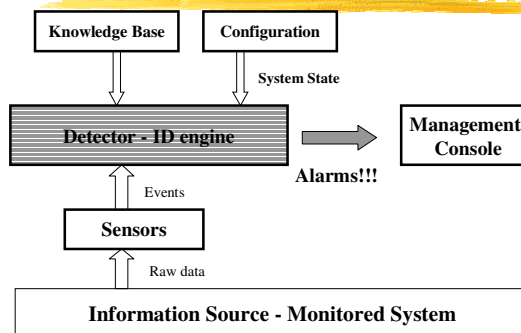 Knowledge Base
Configuration
System State
Detector - ID engine
Management
Console
Alarms!!!
Events
Sensors
Raw data
Information Source - Monitored System